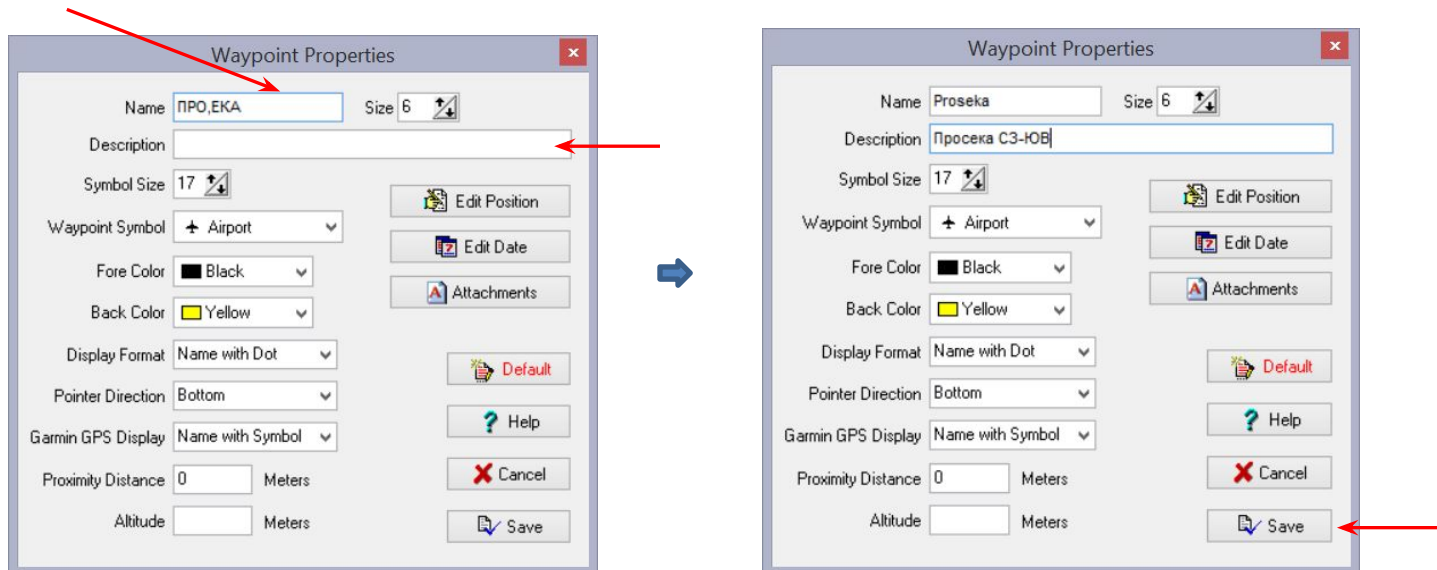 Waypoint Properties
Name ПРО,ЕКА Size 6
Description
Symbol Size 17
Edit Position
Waypoint Symbol Airport
Edit Date
Fore Color Black
Attachments
Back Color Yellow
Display Format Name with Dot
Default
Pointer Direction Bottom
Help
Garmin GPS Display Name with Symbol
Proximity Distance 0 Meters
Cancel
Altitude Meters
Save
Waypoint Properties
Name Proseka Size 6
Description Просека СЗ-ЮВ
Symbol Size 17
Edit Position
Waypoint Symbol Airport
Edit Date
Fore Color Black
Attachments
Back Color Yellow
Display Format Name with Dot
Default
Pointer Direction Bottom
Help
Garmin GPS Display Name with Symbol
Proximity Distance 0 Meters
Cancel
Altitude Meters
Save